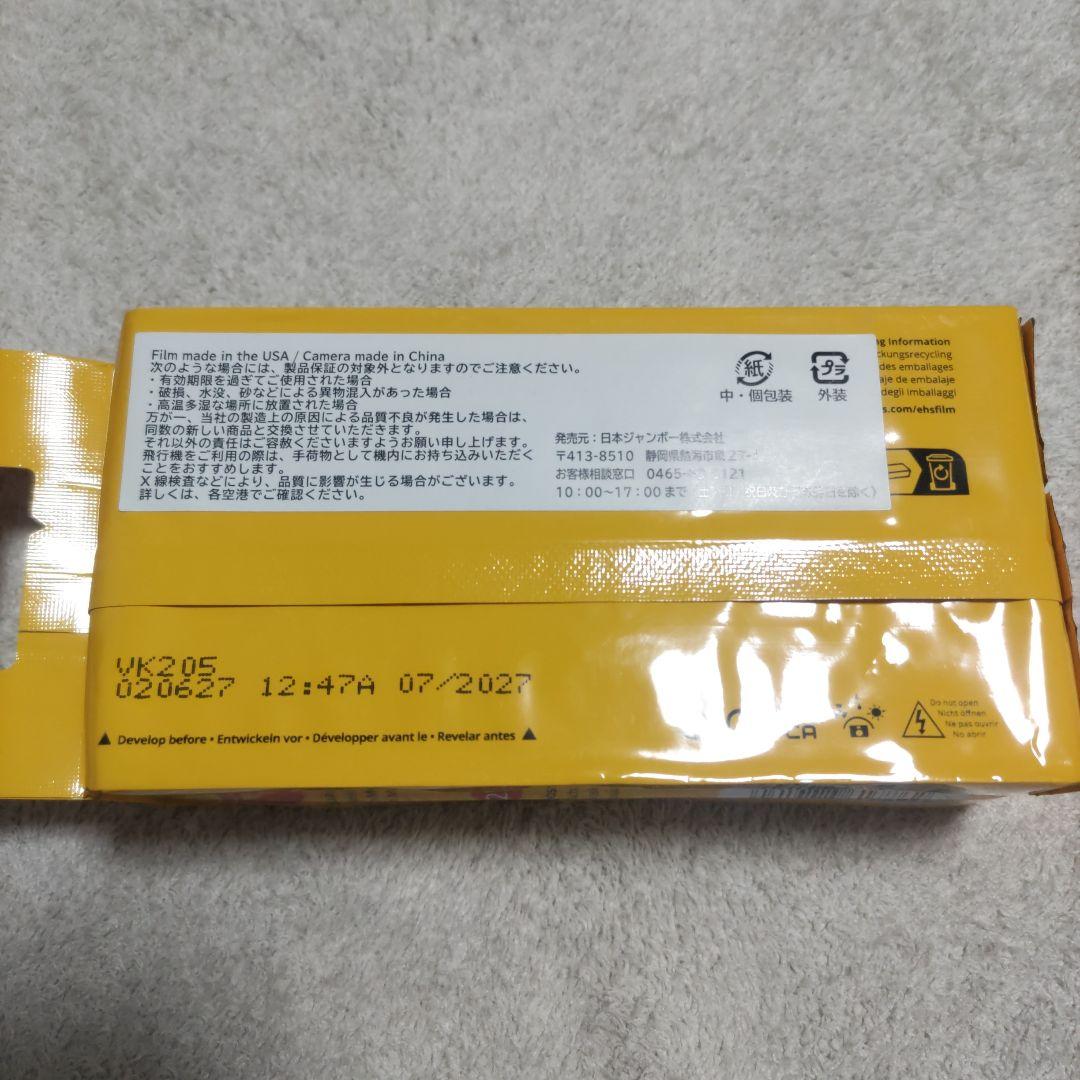 Film made in the USA / Camera made in China
次のような場合には、製品保証の対象外となりますのでご注意ください。
・有効期限を過ぎてご使用された場合
・破損、水没、砂などによる異物混入があった場合
・高温多湿な場所に放置された場合
万が一、当社の製造上の原因による品質不良が発生した場合は、
同数の新しい商品と交換させていただきます。
それ以外の責任はご容赦くださいますようお願い申し上げます。
飛行機をご利用の際は、手荷物として機内にお持ち込みいただく
ことをおすすめします。
X線検査などにより、品質に影響が生じる場合がございます。
詳しくは、各空港でご確認ください。
紙
中・個包装
プラ
外装
発売元：日本ジャンボー株式会社
〒413-8510 静岡県熱海市
お客様相談窓口 0465-
10：00～17：00まで
を除く）
Information
ckungsrecycling
des emballages
aje de embalaje
degli imballaggi
s.com/ehsfilm
VK205
020627 12:47A 07/2027
▲ Develop before • Entwickeln vor • Développer avant le • Revelar antes ▲
Do not open
Nicht öffnen
Ne pas ouvrir
No abrir